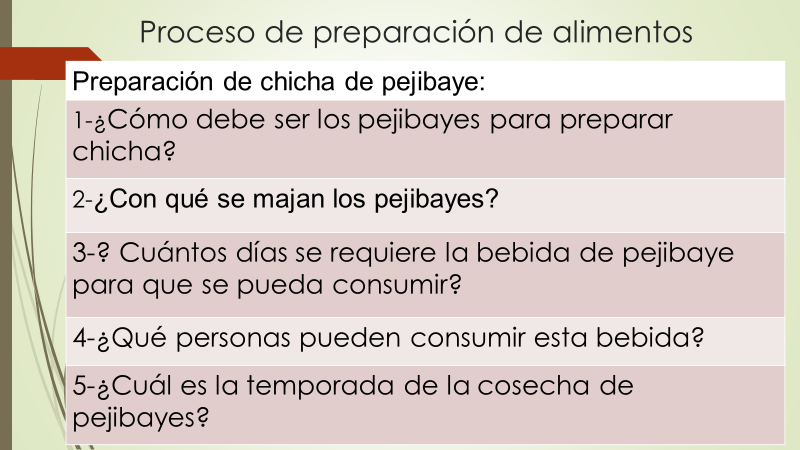 Proceso de preparación de alimentos
Preparación de chicha de pejibaye:
1-¿Cómo debe ser los pejibayes para preparar
chicha?
2-¿Con qué se majan los pejibayes?
3-? Cuántos días se requiere la bebida de pejibaye
para que se pueda consumir?
4-¿Qué personas pueden consumir esta bebida?
5-¿Cuál es la temporada de la cosecha de
pejibayes?